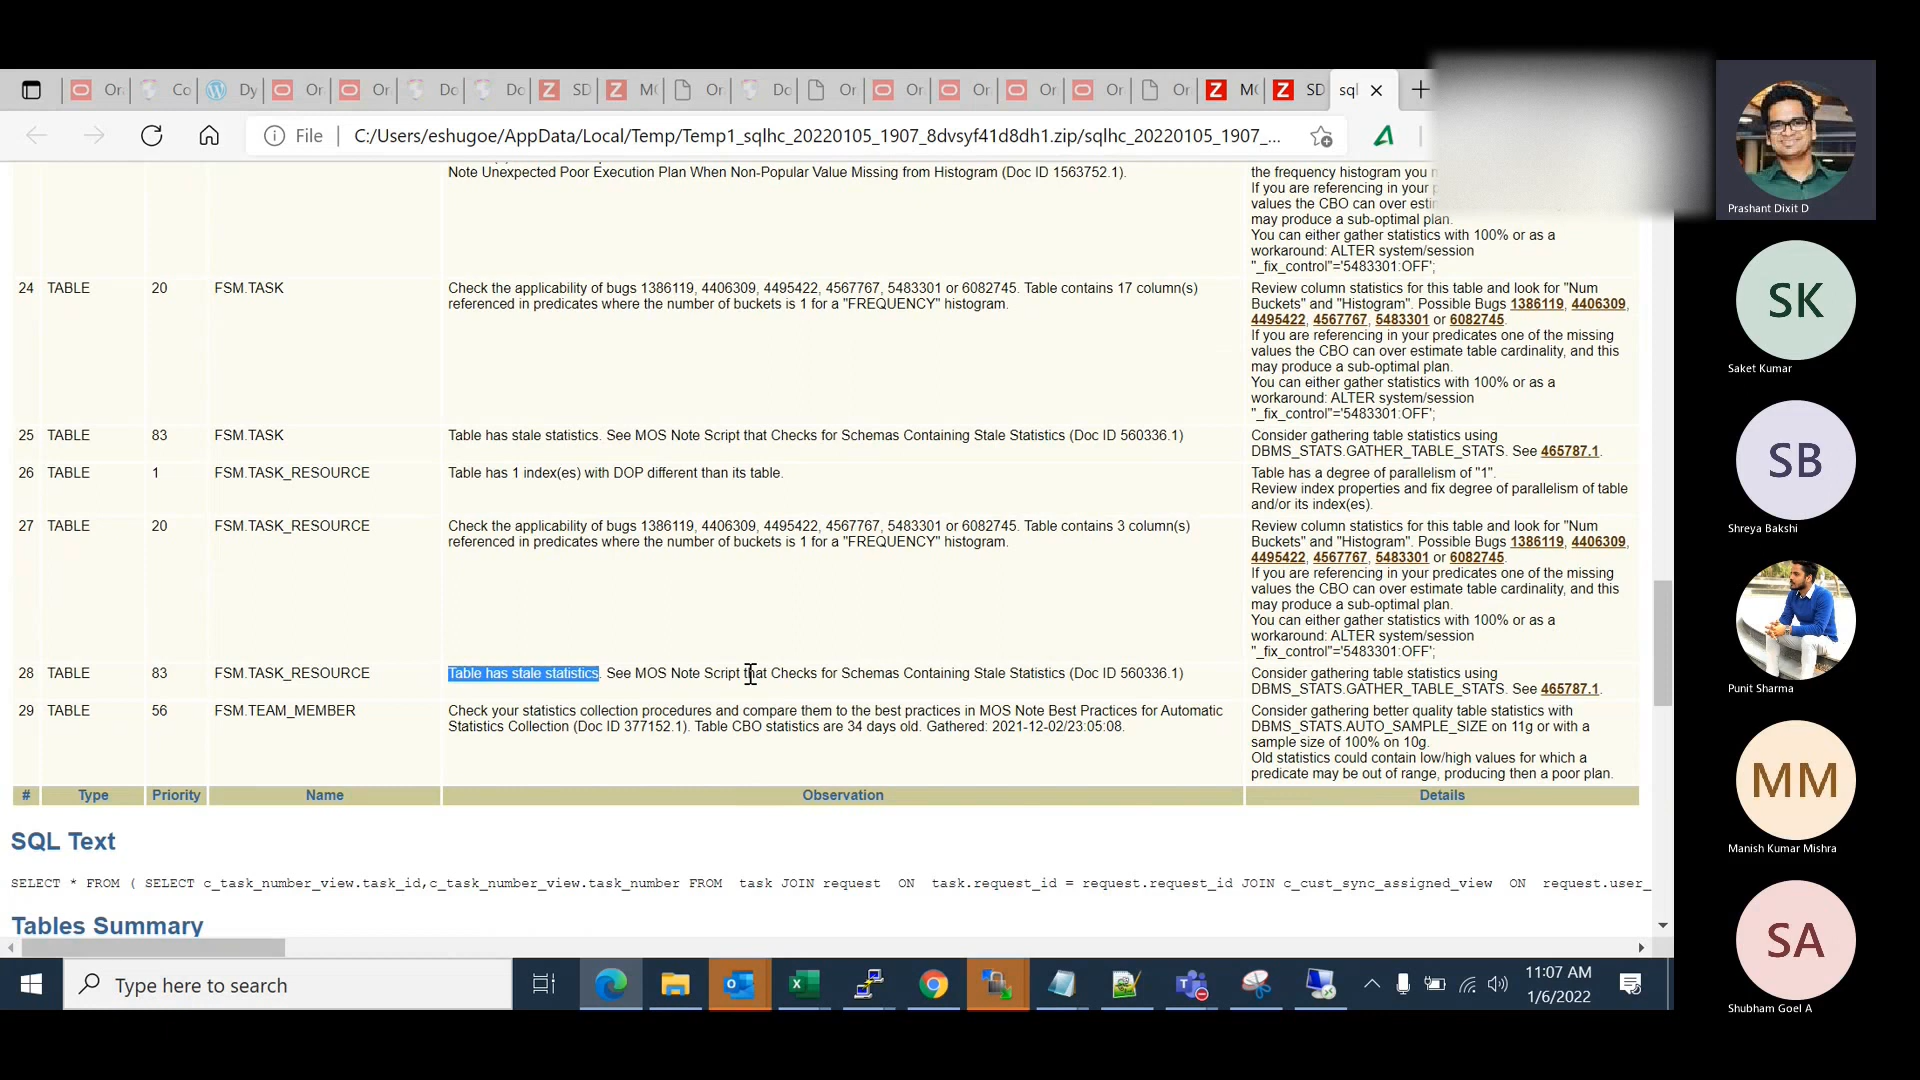 Or
Co
Dy
Or
Or
Do
Do
SD
MO
Or
Do
Or
Or
Or
Or
Or
Or
SD
sql
File
C:/Users/eshugoe/AppData/Local/Temp/Temp1_sqlhc_20220105_1907_8dvsyf41d8dh1.zip/sqlhc_20220105_1907_...
Note Unexpected Poor Execution Plan When Non-Popular Value Missing from Histogram (Doc ID 1563752.1).
the frequency histogram you
If you are referencing in your
values the CBO can over
may produce a sub-optimal plan.
You can either gather statistics with 100% or as a
workaround: ALTER system/session
"_fix_control"='5483301:OFF';
24 TABLE 20 FSM.TASK
Check the applicability of bugs 1386119, 4406309, 4495422, 4567767, 5483301 or 6082745. Table contains 17 column(s)
referenced in predicates where the number of buckets is 1 for a "FREQUENCY" histogram.
Review column statistics for this table and look for "Num
Buckets" and "Histogram". Possible Bugs 1386119, 4406309,
4495422, 4567767, 5483301 or 6082745.
If you are referencing in your predicates one of the missing
values the CBO can over estimate table cardinality, and this
may produce a sub-optimal plan.
You can either gather statistics with 100% or as a
workaround: ALTER system/session
"_fix_control"='5483301:OFF';
25 TABLE 83 FSM.TASK
Table has stale statistics. See MOS Note Script that Checks for Schemas Containing Stale Statistics (Doc ID 560336.1)
Consider gathering table statistics using
DBMS_STATS.GATHER_TABLE_STATS. See 465787.1.
26 TABLE 1 FSM.TASK_RESOURCE
Table has 1 index(es) with DOP different than its table.
Table has a degree of parallelism of "1".
Review index properties and fix degree of parallelism of table
and/or its index(es).
27 TABLE 20 FSM.TASK_RESOURCE
Check the applicability of bugs 1386119, 4406309, 4495422, 4567767, 5483301 or 6082745. Table contains 3 column(s)
referenced in predicates where the number of buckets is 1 for a "FREQUENCY" histogram.
Review column statistics for this table and look for "Num
Buckets" and "Histogram". Possible Bugs 1386119, 4406309,
4495422, 4567767, 5483301 or 6082745.
If you are referencing in your predicates one of the missing
values the CBO can over estimate table cardinality, and this
may produce a sub-optimal plan.
You can either gather statistics with 100% or as a
workaround: ALTER system/session
"_fix_control"='5483301:OFF';
28 TABLE 83 FSM.TASK_RESOURCE
Table has stale statistics. See MOS Note Script that Checks for Schemas Containing Stale Statistics (Doc ID 560336.1)
Consider gathering table statistics using
DBMS_STATS.GATHER_TABLE_STATS. See 465787.1.
29 TABLE 56 FSM.TEAM_MEMBER
Check your statistics collection procedures and compare them to the best practices in MOS Note Best Practices for Automatic
Statistics Collection (Doc ID 377152.1). Table CBO statistics are 34 days old. Gathered: 2021-12-02/23:05:08.
Consider gathering better quality table statistics with
DBMS_STATS.AUTO_SAMPLE_SIZE on 11g or with a
sample size of 100% on 10g.
Old statistics could contain low/high values for which a
predicate may be out of range, producing then a poor plan.
# Type Priority Name Observation Details
SQL Text
SELECT * FROM ( SELECT c_task_number_view.task_id,c_task_number_view.task_number FROM task JOIN request ON task.request_id = request.request_id JOIN c_cust_sync_assigned_view ON request.user_
Tables Summary
Type here to search
11:07 AM
1/6/2022
Prashant Dixit D
SK
Saket Kumar
SB
Shreya Bakshi
Punit Sharma
MM
Manish Kumar Mishra
SA
Shubham Goel A